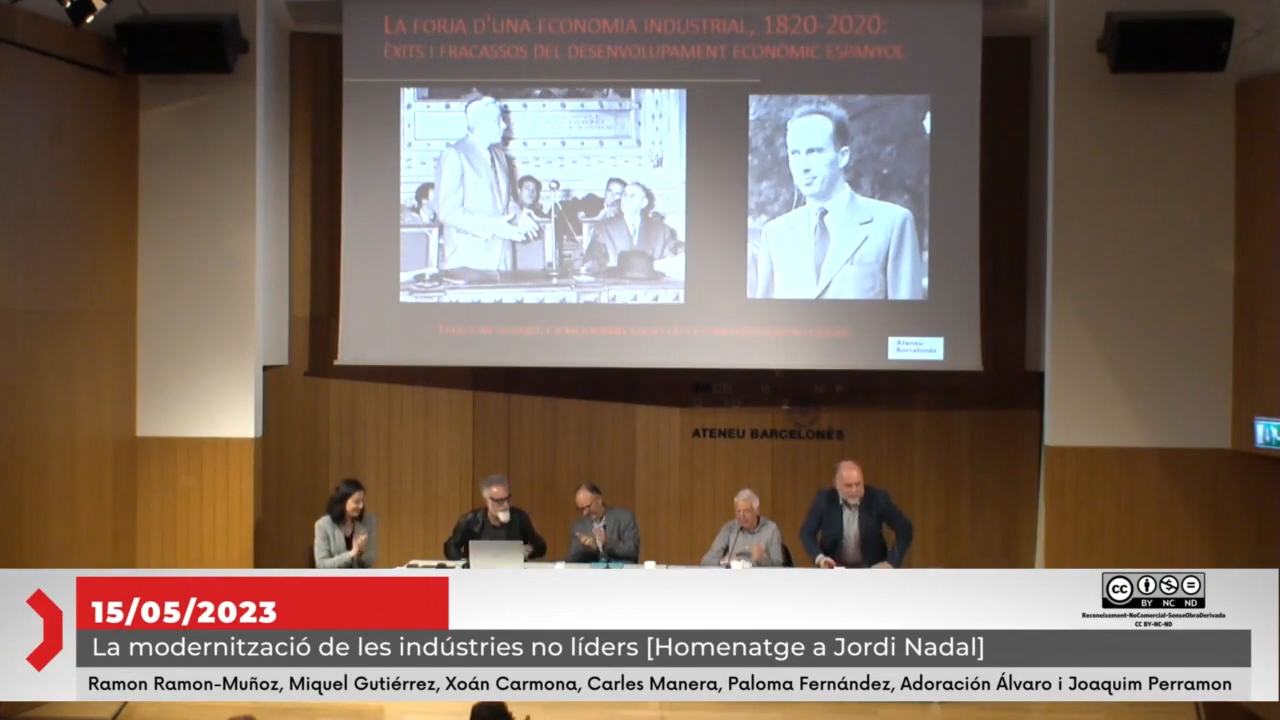 LA FORJA D'UNA ECONOMIA INDUSTRIAL, 1820-2020:
ÈXITS I FRACASSOS DEL DESENVOLUPAMENT ECONÒMIC ESPANYOL
Ateneu
Barcelonès
ATENEU BARCELONÈS
15/05/2023
La modernització de les indústries no líders [Homenatge a Jordi Nadal]
Ramon Ramon-Muñoz, Miquel Gutiérrez, Xoán Carmona, Carles Manera, Paloma Fernández, Adoración Álvaro i Joaquim Perramon
cc BY NC ND
Reconeixement-NoComercial-SenseObraDerivada
CC BY-NC-ND